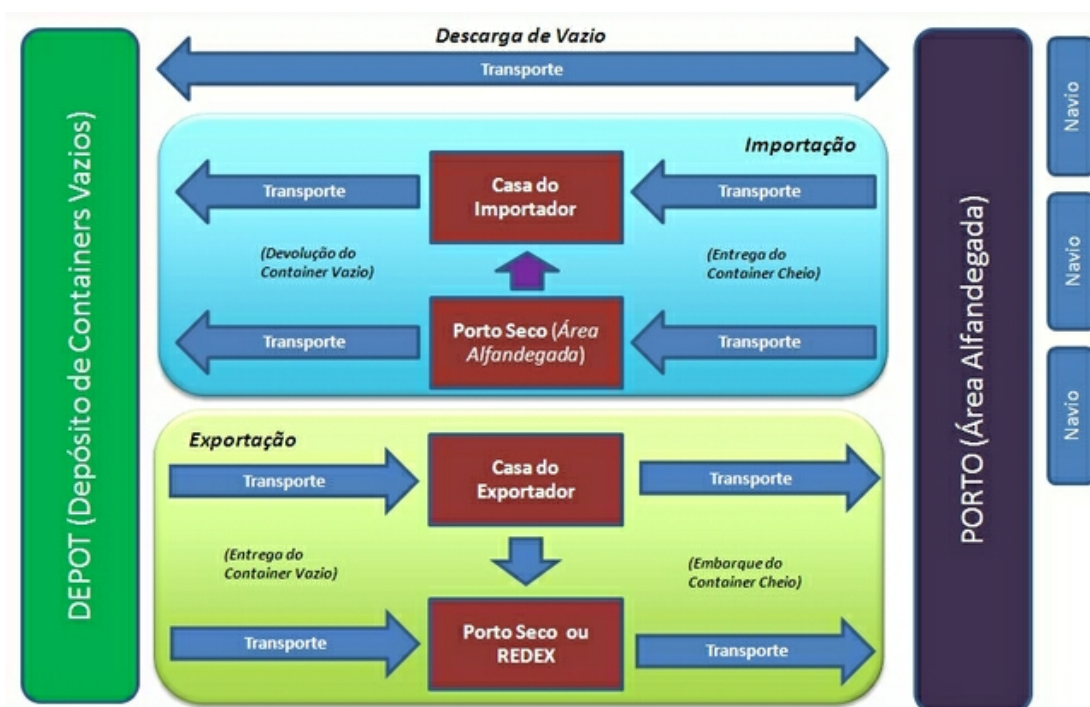 DEPOT (Depósito de Containers Vazios)
Descarga de Vazio
Transporte
Importação
Transporte
Casa do
Importador
Transporte
(Devolução do
Container Vazio)
(Entrega do
Container Cheio)
Transporte
Porto Seco (Área
Alfandegada)
Transporte
Exportação
Transporte
Casa do
Exportador
Transporte
(Entrega do
Container Vazio)
(Embarque do
Container Cheio)
Transporte
Porto Seco ou
REDEX
Transporte
PORTO (Área Alfandegada)
Navio
Navio
Navio